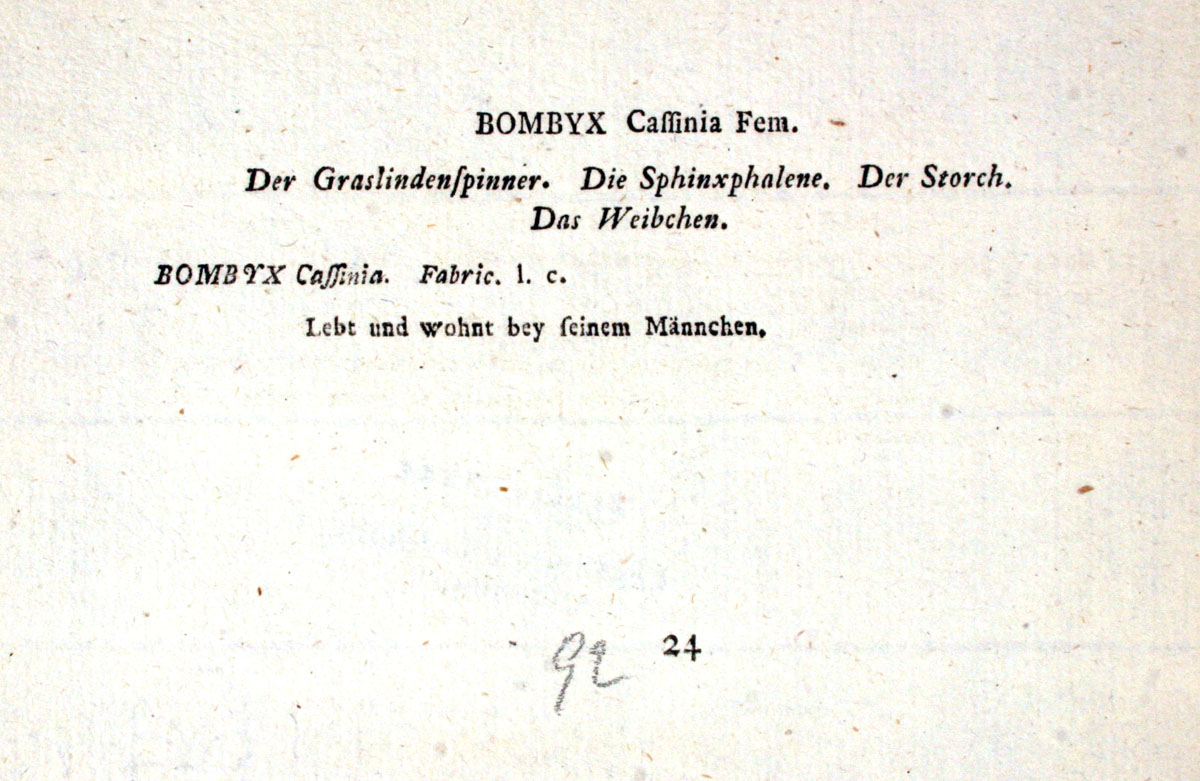 BOMBYX Caſſinia Fem.
Der Graslindenſpinner. Die Sphinxphalene. Der Storch.
Das Weibchen.
BOMBYX Caſſinia. Fabric. l. c.
Lebt und wohnt bey ſeinem Männchen.
92 24